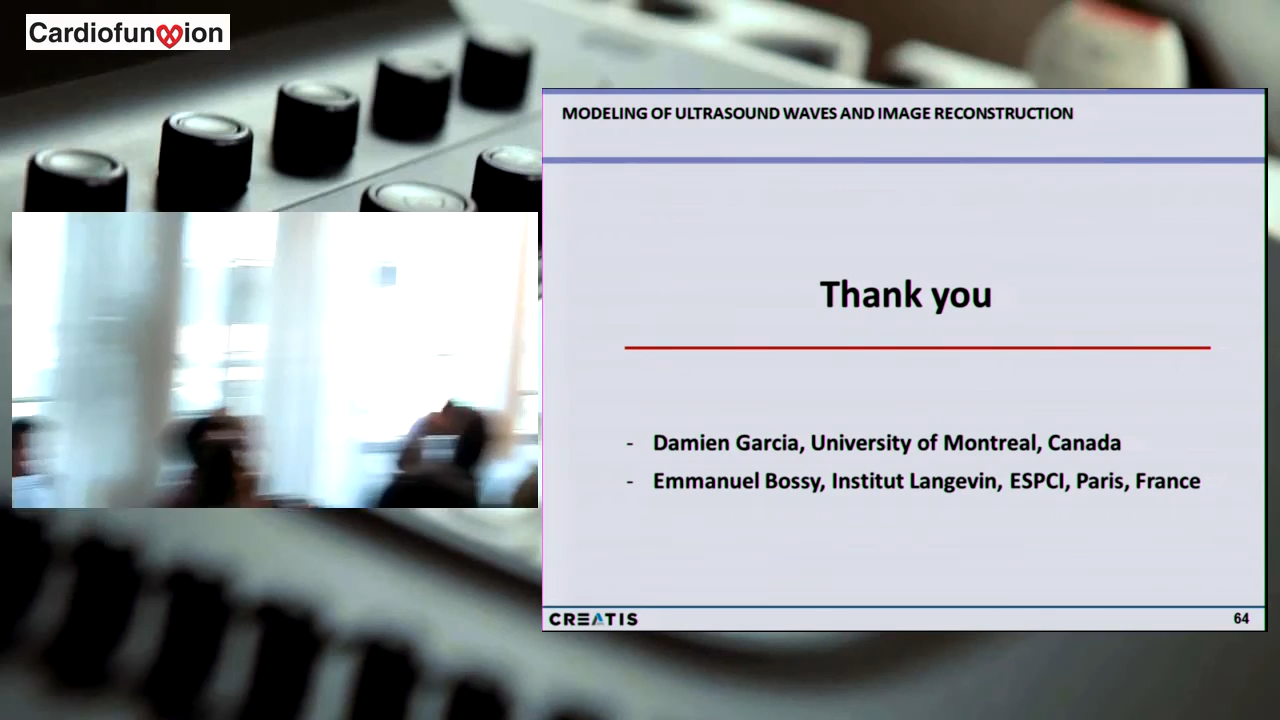 Cardiofunxion
MODELING OF ULTRASOUND WAVES AND IMAGE RECONSTRUCTION
Thank you
- Damien Garcia, University of Montreal, Canada
- Emmanuel Bossy, Institut Langevin, ESPCI, Paris, France
CREATIS
64